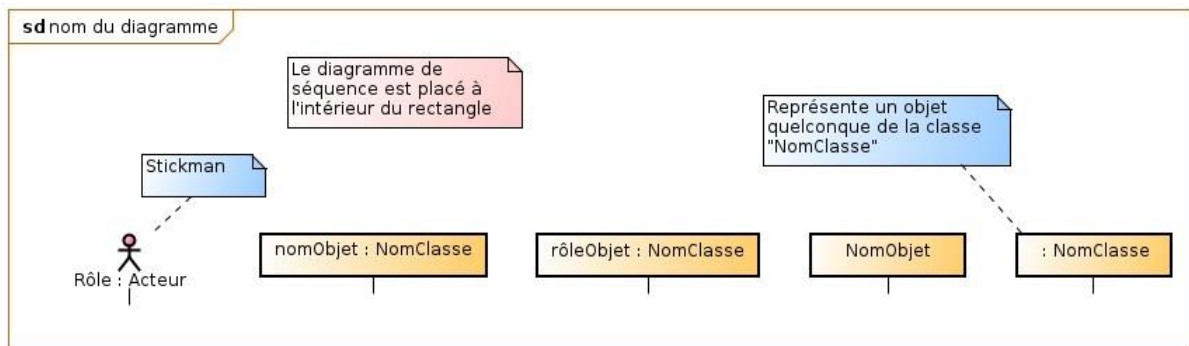 sd nom du diagramme
Le diagramme de
séquence est placé à
l'intérieur du rectangle
Représente un objet
quelconque de la classe
"NomClasse"
Stickman
Rôle : Acteur
nomObjet : NomClasse
rôleObjet : NomClasse
NomObjet
: NomClasse